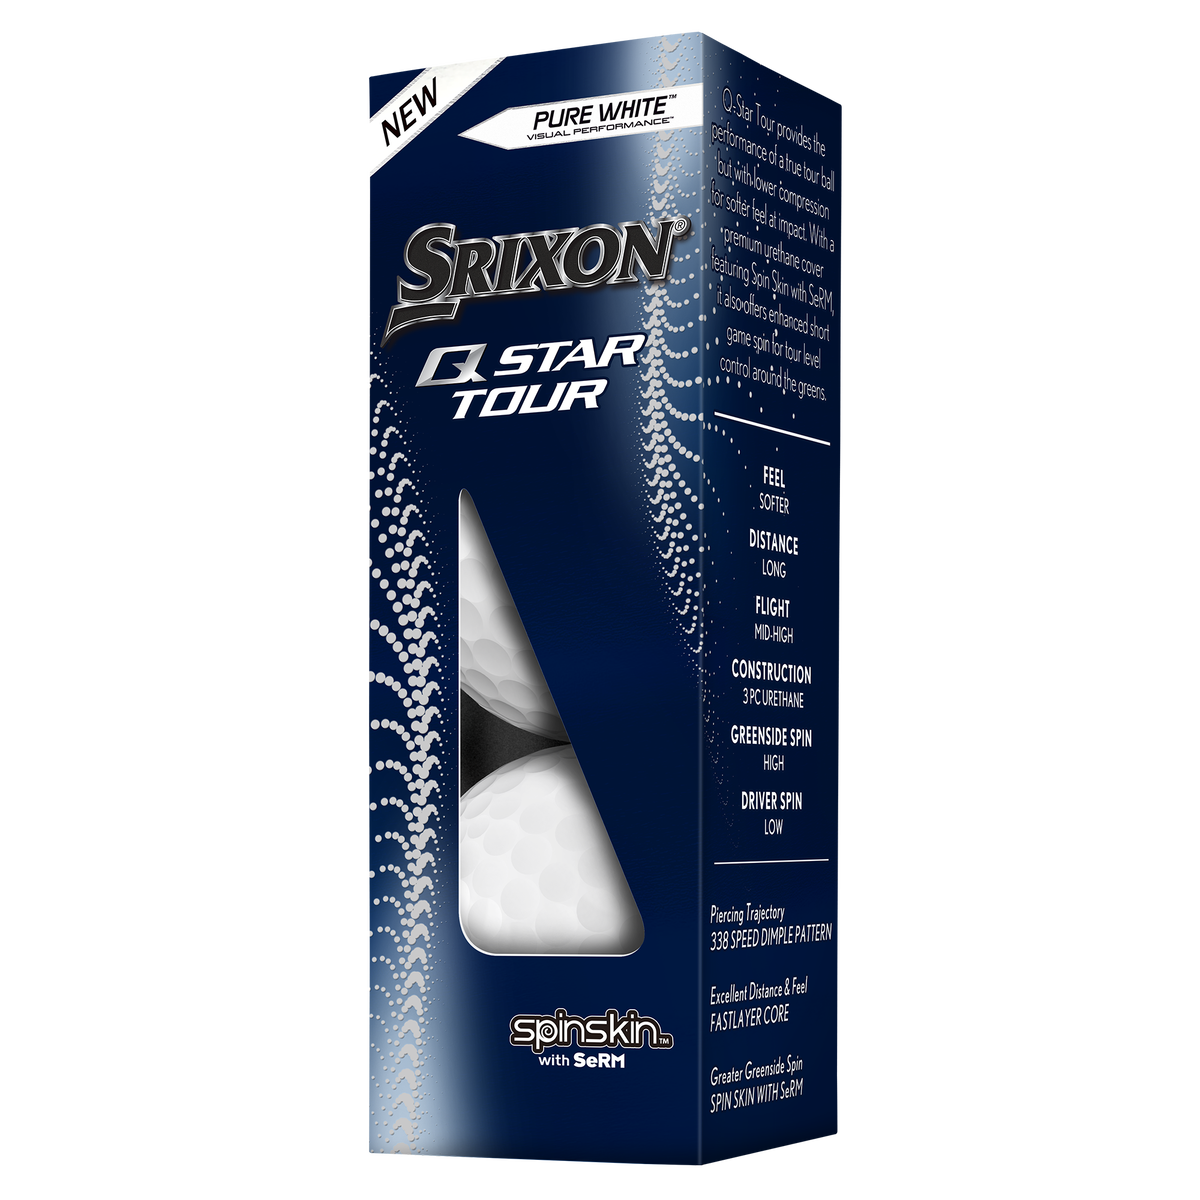 NEW
PURE WHITE™
VISUAL PERFORMANCE™
SRIXON®
Q STAR
TOUR
spinskin™
with SeRM
Q-Star Tour provides the
performance of a true tour ball
but with lower compression
for softer feel at impact. With a
premium urethane cover
featuring Spin Skin with SeRM,
it also offers enhanced short
game spin for tour level
control around the greens.
FEEL
SOFTER
DISTANCE
LONG
FLIGHT
MID-HIGH
CONSTRUCTION
3 PC URETHANE
GREENSIDE SPIN
HIGH
DRIVER SPIN
LOW
Piercing Trajectory
338 SPEED DIMPLE PATTERN
Excellent Distance & Feel
FASTLAYER CORE
Greater Greenside Spin
SPIN SKIN WITH SeRM